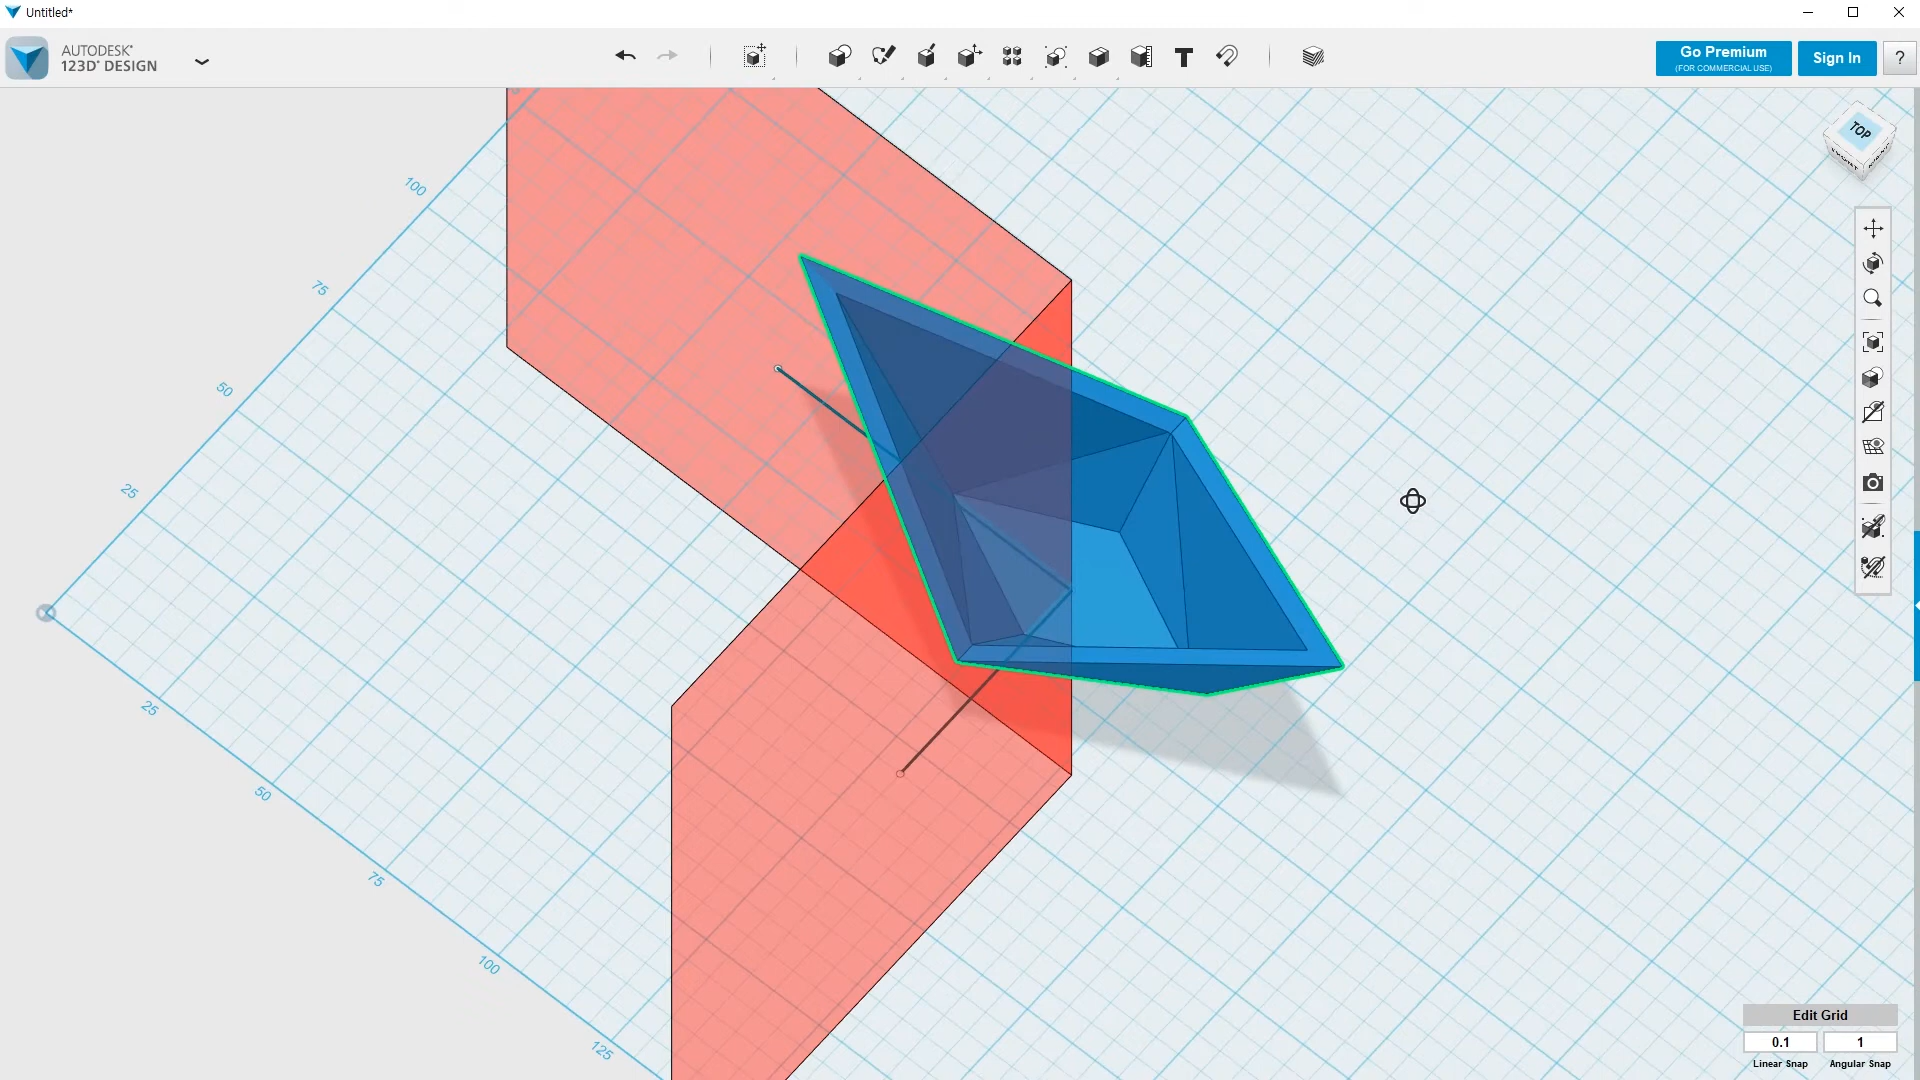 Untitled*
AUTODESK®
123D® DESIGN
T
Go Premium
(FOR COMMERCIAL USE)
Sign In
?
TOP
100
75
50
25
25
50
75
100
125
Edit Grid
0.1
1
Linear Snap
Angular Snap